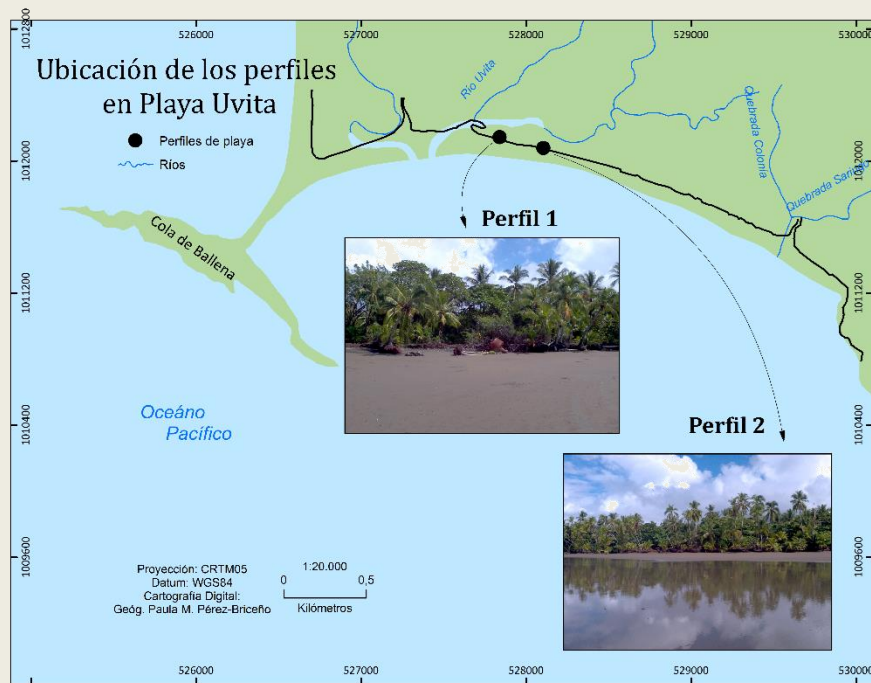 526000
527000
528000
529000
530000
1012800
1012000
1011200
1010400
1009600
1012800
1012000
1011200
1010400
1009600
Ubicación de los perfiles
en Playa Uvita
Perfiles de playa
Ríos
Río Uvita
Quebrada Colonia
Quebrada Santiago
Cola de Ballena
Perfil 1
Perfil 2
Oceáno
Pacífico
Proyección: CRTM05
Datum: WGS84
Cartografía Digital:
Geóg. Paula M. Pérez-Briceño
1:20.000
0 0,5
Kilómetros
526000
527000
528000
529000
530000